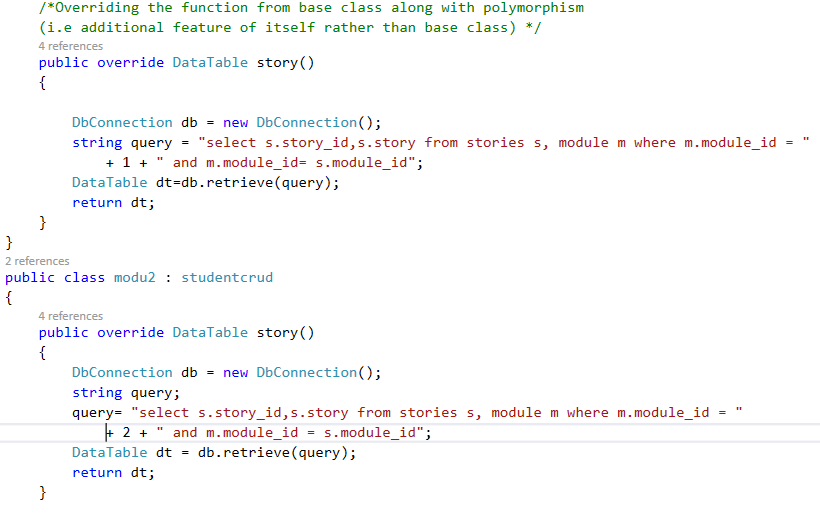 /*Overriding the function from base class along with polymorphism
(i.e additional feature of itself rather than base class) */
4 references
public override DataTable story()
{
DbConnection db = new DbConnection();
string query = "select s.story_id,s.story from stories s, module m where m.module_id = "
+ 1 + " and m.module_id= s.module_id";
DataTable dt=db.retrieve(query);
return dt;
}
}
2 references
public class modu2 : studentcrud
{
4 references
public override DataTable story()
{
DbConnection db = new DbConnection();
string query;
query= "select s.story_id,s.story from stories s, module m where m.module_id = "
+ 2 + " and m.module_id = s.module_id";
DataTable dt = db.retrieve(query);
return dt;
}